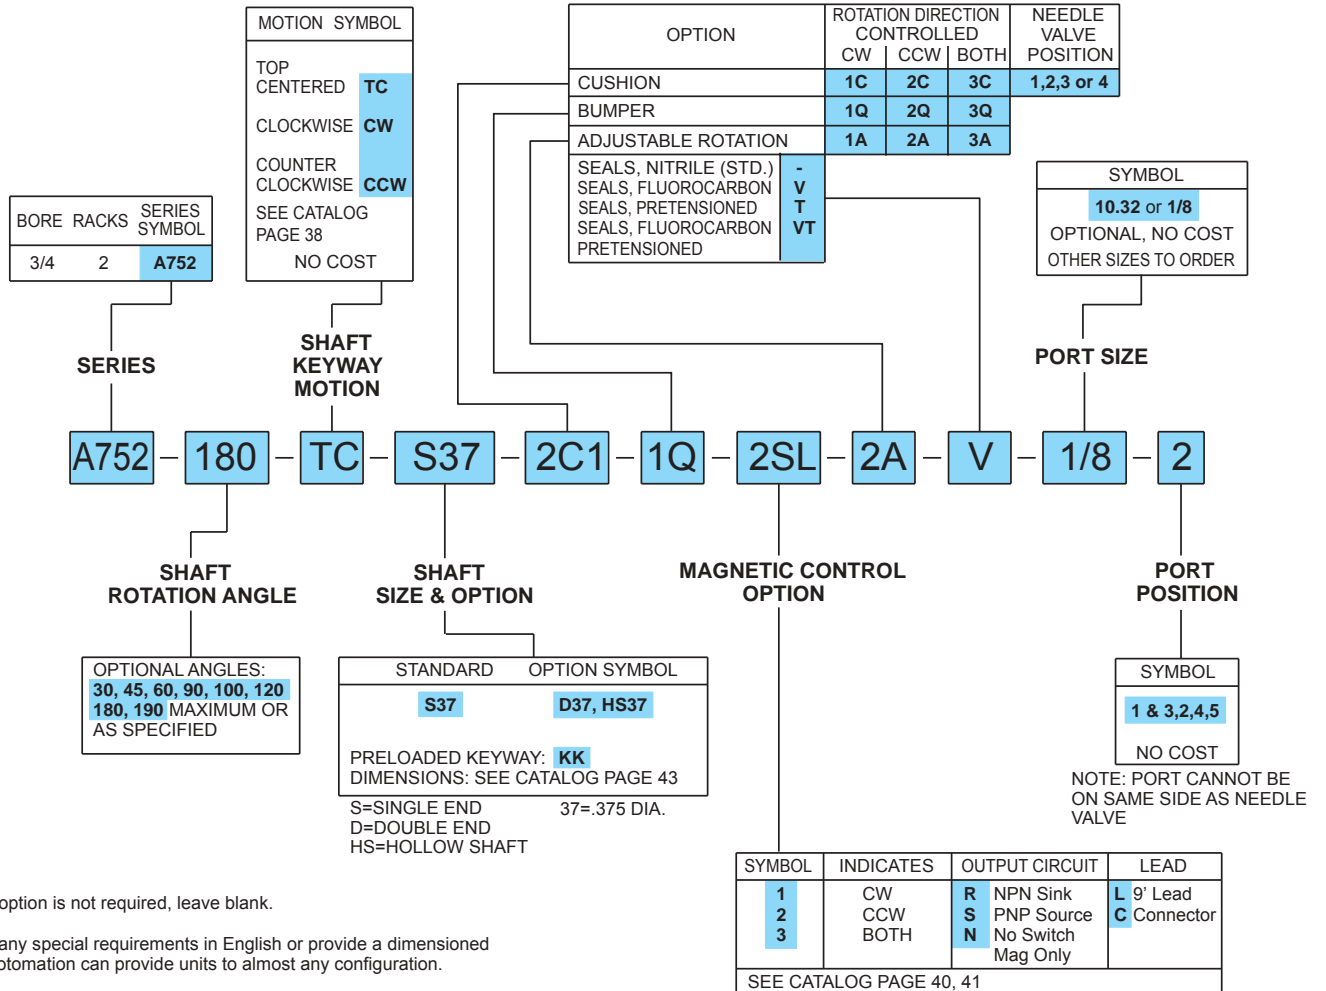 MOTION SYMBOL
TOP
CENTERED TC
CLOCKWISE CW
COUNTER
CLOCKWISE CCW
SEE CATALOG
PAGE 38
NO COST
OPTION
ROTATION DIRECTION
CONTROLLED
CW CCW BOTH
NEEDLE
VALVE
POSITION
CUSHION 1C 2C 3C 1,2,3 or 4
BUMPER 1Q 2Q 3Q
ADJUSTABLE ROTATION 1A 2A 3A
SEALS, NITRILE (STD.) -
SEALS, FLUOROCARBON V
SEALS, PRETENSIONED T
SEALS, FLUOROCARBON VT
PRETENSIONED
SYMBOL
10.32 or 1/8
OPTIONAL, NO COST
OTHER SIZES TO ORDER
BORE RACKS SERIES
SYMBOL
3/4 2 A752
SERIES
SHAFT
KEYWAY
MOTION
PORT SIZE
A752 - 180 - TC - S37 - 2C1 - 1Q - 2SL - 2A - V - 1/8 - 2
SHAFT
ROTATION ANGLE
SHAFT
SIZE & OPTION
MAGNETIC CONTROL
OPTION
PORT
POSITION
OPTIONAL ANGLES:
30, 45, 60, 90, 100, 120
180, 190 MAXIMUM OR
AS SPECIFIED
STANDARD OPTION SYMBOL
S37 D37, HS37
PRELOADED KEYWAY: KK
DIMENSIONS: SEE CATALOG PAGE 43
S=SINGLE END 37=.375 DIA.
D=DOUBLE END
HS=HOLLOW SHAFT
SYMBOL
1 & 3,2,4,5
NO COST
NOTE: PORT CANNOT BE
ON SAME SIDE AS NEEDLE
VALVE
SYMBOL INDICATES OUTPUT CIRCUIT LEAD
1 CW R NPN Sink L 9' Lead
2 CCW S PNP Source C Connector
3 BOTH N No Switch
Mag Only
SEE CATALOG PAGE 40, 41
option is not required, leave blank.
any special requirements in English or provide a dimensioned
otomation can provide units to almost any configuration.